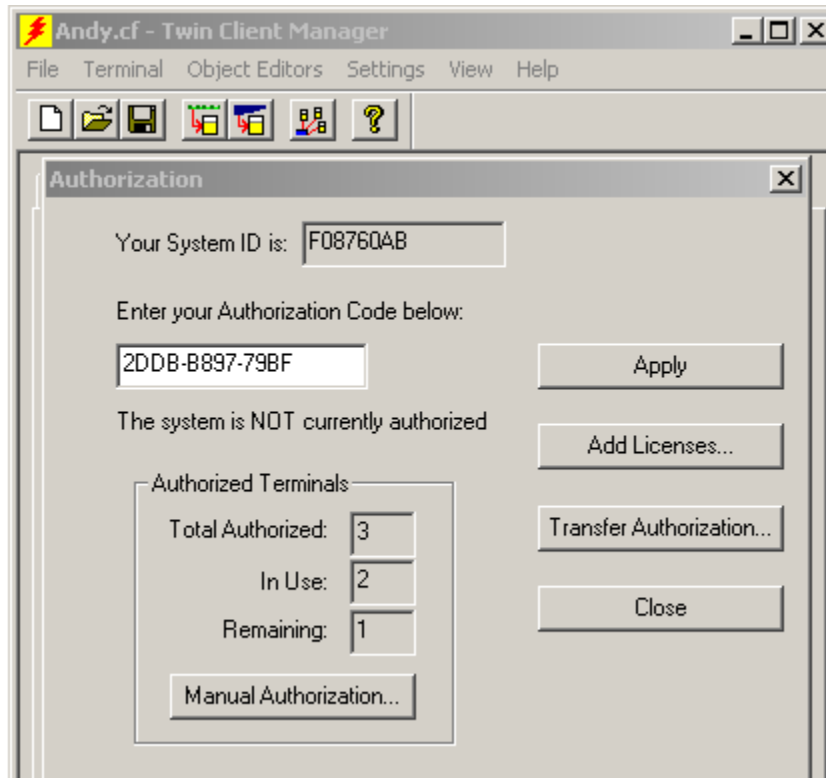 Andy.cf - Twin Client Manager
File Terminal Object Editors Settings View Help
Authorization
Your System ID is: F08760AB
Enter your Authorization Code below:
2DDB-B897-79BF
Apply
The system is NOT currently authorized
Add Licenses...
Authorized Terminals
Total Authorized: 3
Transfer Authorization...
In Use: 2
Close
Remaining: 1
Manual Authorization...